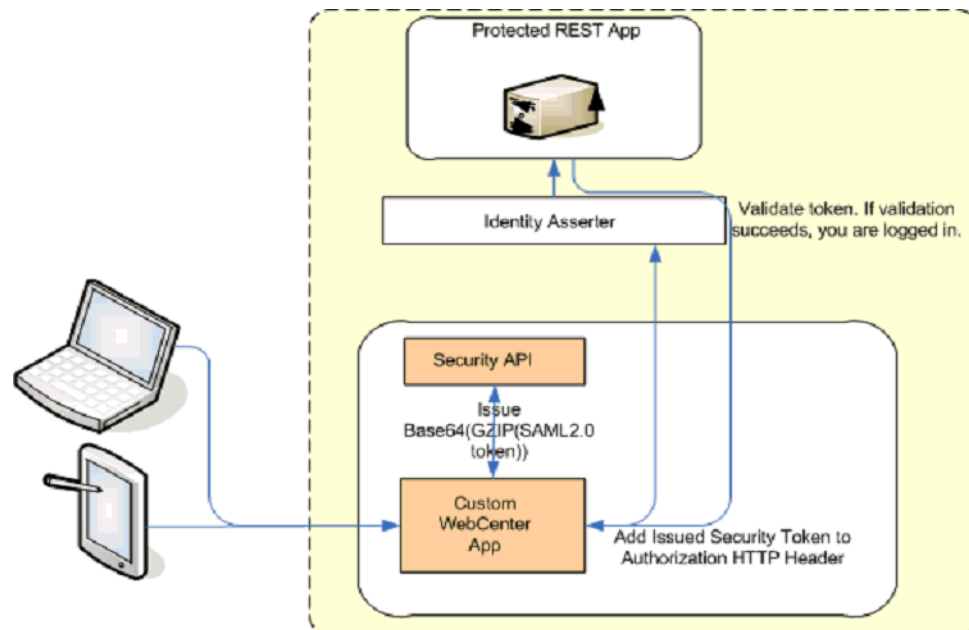 Protected REST App
Identity Asserter
Validate token. If validation
succeeds, you are logged in.
Security API
Issue
Base64(GZIP(SAML2.0
token))
Custom
WebCenter
App
Add Issued Security Token to
Authorization HTTP Header